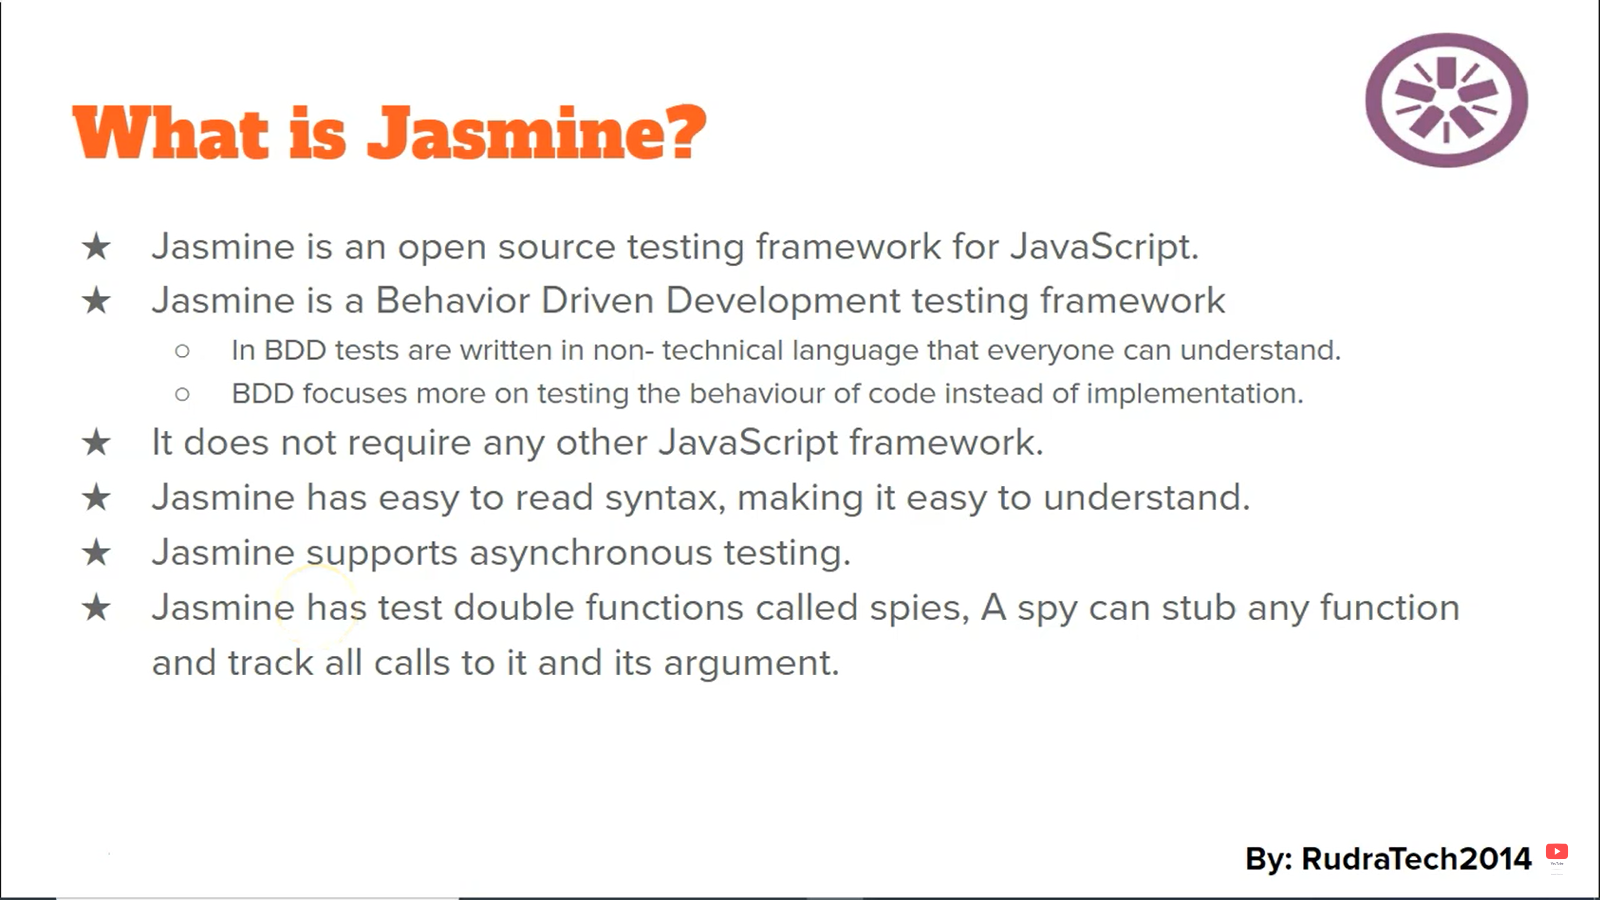 What is Jasmine?
★ Jasmine is an open source testing framework for JavaScript.
★ Jasmine is a Behavior Driven Development testing framework
○ In BDD tests are written in non- technical language that everyone can understand.
○ BDD focuses more on testing the behaviour of code instead of implementation.
★ It does not require any other JavaScript framework.
★ Jasmine has easy to read syntax, making it easy to understand.
★ Jasmine supports asynchronous testing.
★ Jasmine has test double functions called spies, A spy can stub any function
and track all calls to it and its argument.
By: RudraTech2014